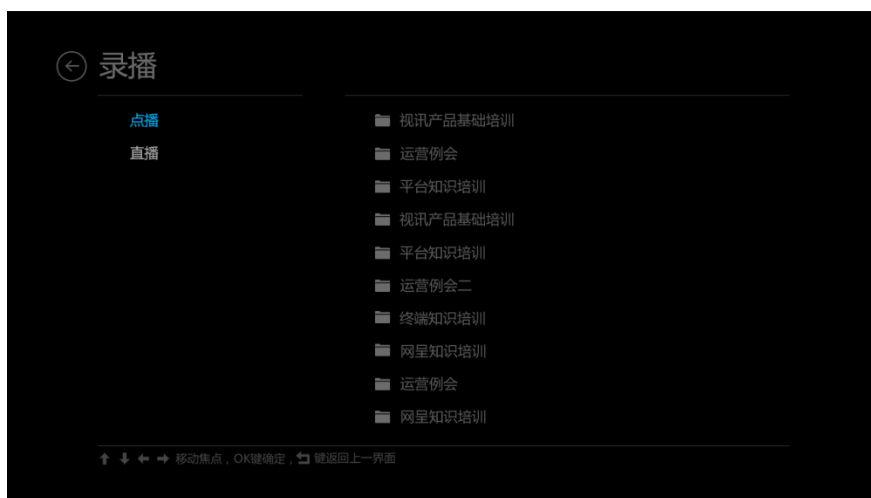 录播
点播
直播
视讯产品基础培训
运营例会
平台知识培训
视讯产品基础培训
平台知识培训
运营例会二
终端知识培训
网呈知识培训
运营例会
网呈知识培训
移动焦点，OK键确定，键返回上一界面